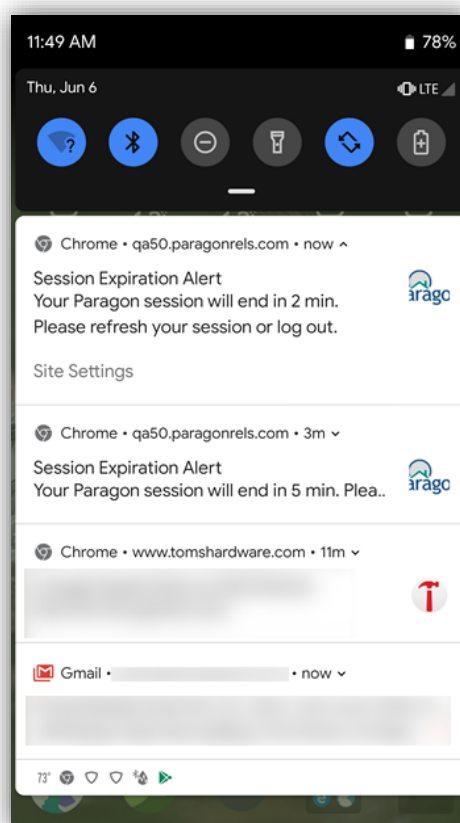 11:49 AM 78%
Thu, Jun 6 LTE
?
Chrome • qa50.paragonrels.com • now
Session Expiration Alert
Your Paragon session will end in 2 min.
Please refresh your session or log out.
arago
Site Settings
Chrome • qa50.paragonrels.com • 3m
Session Expiration Alert
Your Paragon session will end in 5 min. Plea..
arago
Chrome • www.tomshardware.com • 11m
Gmail • • now
73°